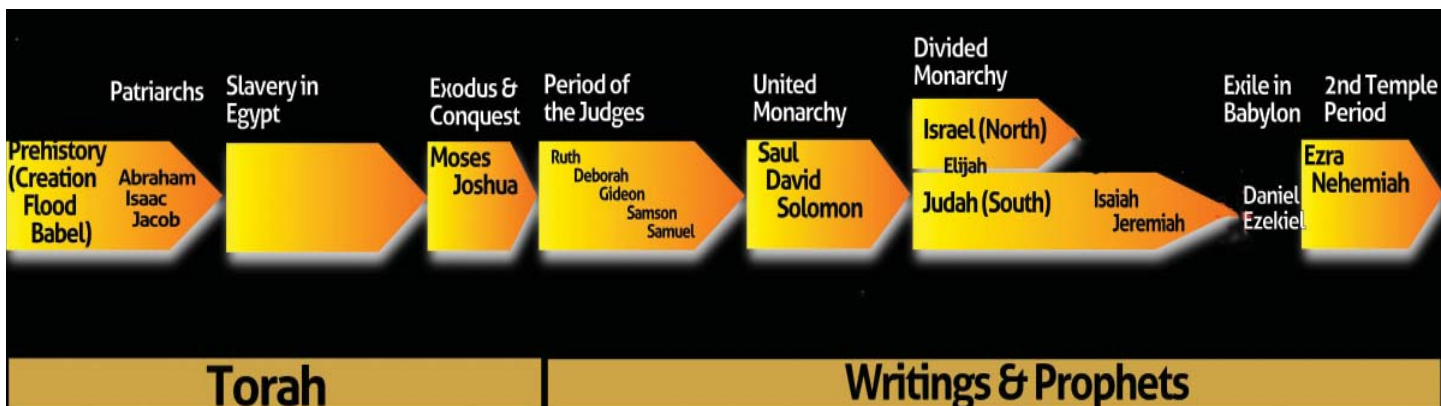 Patriarchs
Prehistory
(Creation
Flood
Babel)
Abraham
Isaac
Jacob
Slavery in
Egypt
Exodus &
Conquest
Moses
Joshua
Period of
the Judges
Ruth
Deborah
Gideon
Samson
Samuel
United
Monarchy
Saul
David
Solomon
Divided
Monarchy
Israel (North)
Elijah
Judah (South)
Isaiah
Jeremiah
Exile in
Babylon
Daniel
Ezekiel
2nd Temple
Period
Ezra
Nehemiah
Torah
Writings & Prophets